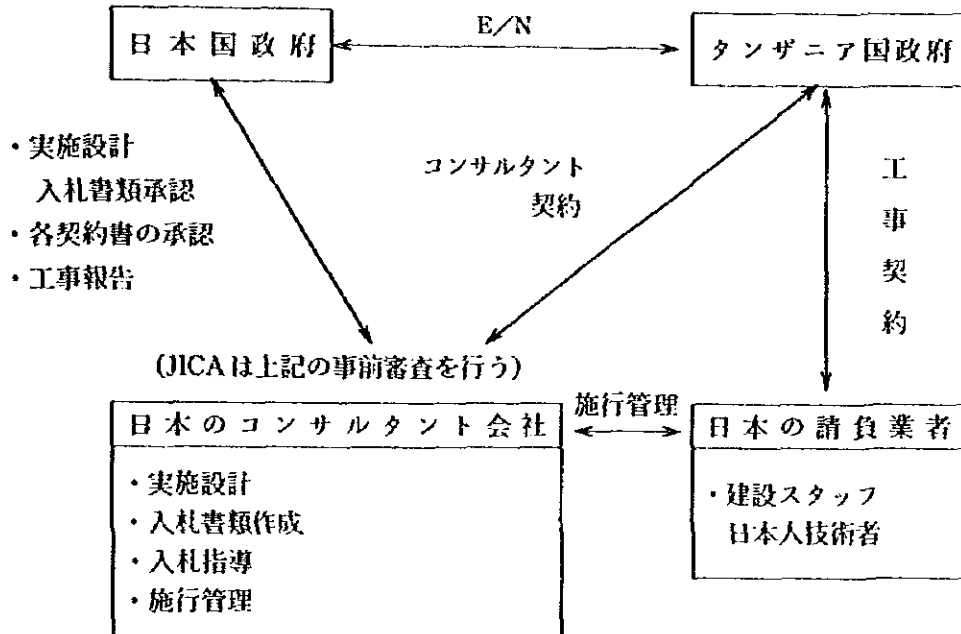 日本国政府
E/N
タンザニア国政府
・実施設計
入札書類承認
・各契約書の承認
・工事報告
コンサルタント
契約
工事契約
(JICAは上記の事前審査を行う)
日本のコンサルタント会社
・実施設計
・入札書類作成
・入札指導
・施行管理
施行管理
日本の請負業者
・建設スタッフ
日本人技術者